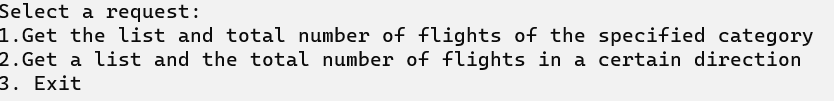 Select a request:
1.Get the list and total number of flights of the specified category
2.Get a list and the total number of flights in a certain direction
3. Exit